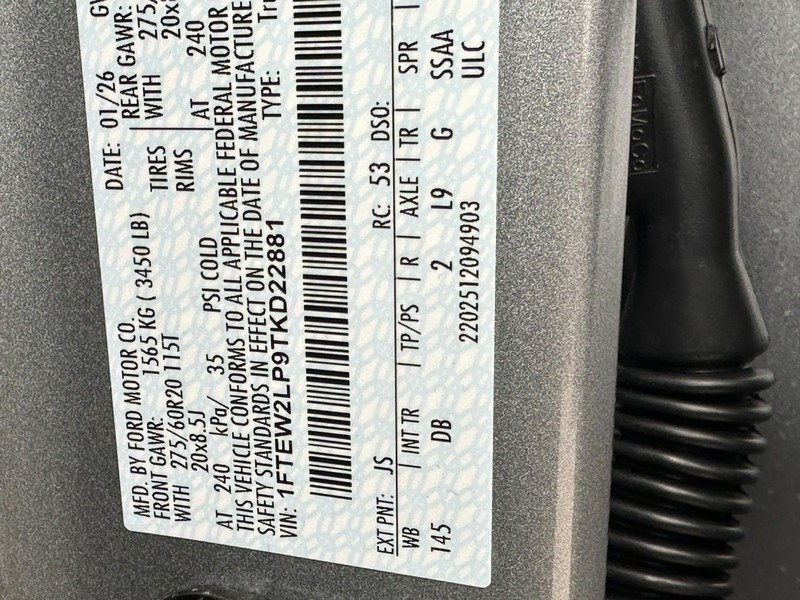 MFD. BY FORD MOTOR CO.
DATE: 01/26
FRONT GAWR: 1565 KG ( 3450 LB)
REAR GAWR:
WITH 275/60R20 115T TIRES
WITH 275/
20x8.5J RIMS
20x8
AT 240 kPa/ 35 PSI COLD
AT 240
THIS VEHICLE CONFORMS TO ALL APPLICABLE FEDERAL MOTOR
SAFETY STANDARDS IN EFFECT ON THE DATE OF MANUFACTURE
VIN: 1FTEW2LP9TKD22881
TYPE:
EXT PNT: JS RC: 53 DSO:
WB | INT TR | TP/PS | R | AXLE | TR | SPR
145 DB 2 L9 G SSAA
2202512094903 ULC
FoMoCo